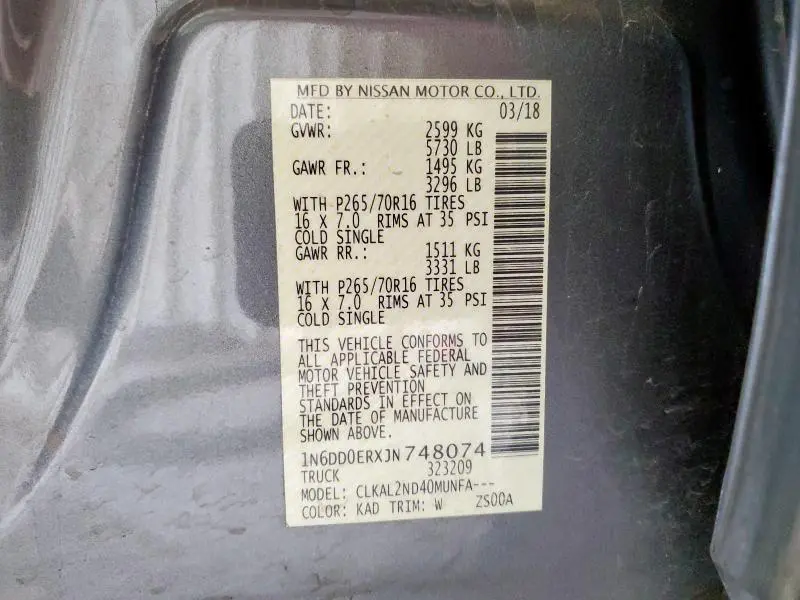 MFD BY NISSAN MOTOR CO., LTD.
DATE: 03/18
GVWR: 2599 KG
5730 LB
GAWR FR.: 1495 KG
3296 LB
WITH P265/70R16 TIRES
16 X 7.0 RIMS AT 35 PSI
COLD SINGLE
GAWR RR.: 1511 KG
3331 LB
WITH P265/70R16 TIRES
16 X 7.0 RIMS AT 35 PSI
COLD SINGLE
THIS VEHICLE CONFORMS TO
ALL APPLICABLE FEDERAL
MOTOR VEHICLE SAFETY AND
THEFT PREVENTION
STANDARDS IN EFFECT ON
THE DATE OF MANUFACTURE
SHOWN ABOVE.
1N6DD0ERXJN748074
TRUCK 323209
MODEL: CLKAL2ND40MUNFA---
COLOR: KAD TRIM: W ZS00A